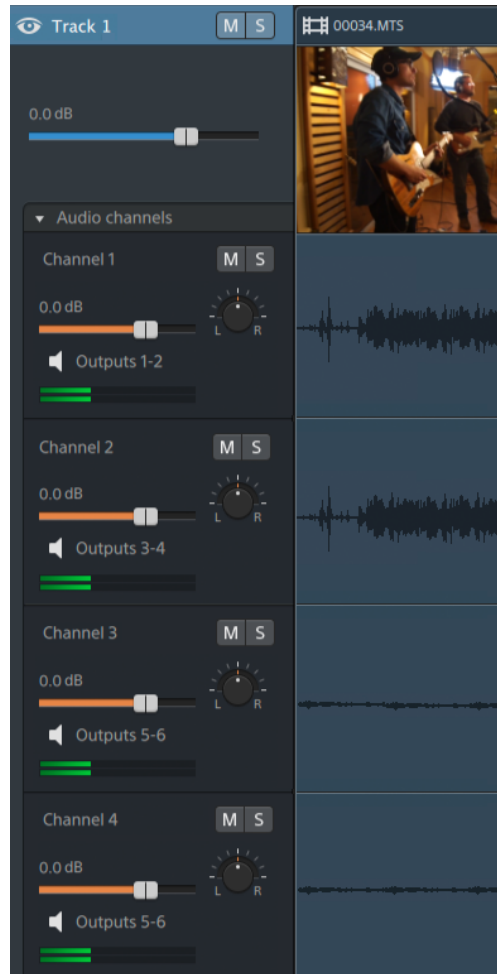 Track 1 M S 00034.MTS
0.0 dB
Audio channels
Channel 1 M S
0.0 dB
L R
Outputs 1-2
Channel 2 M S
0.0 dB
L R
Outputs 3-4
Channel 3 M S
0.0 dB
L R
Outputs 5-6
Channel 4 M S
0.0 dB
L R
Outputs 5-6